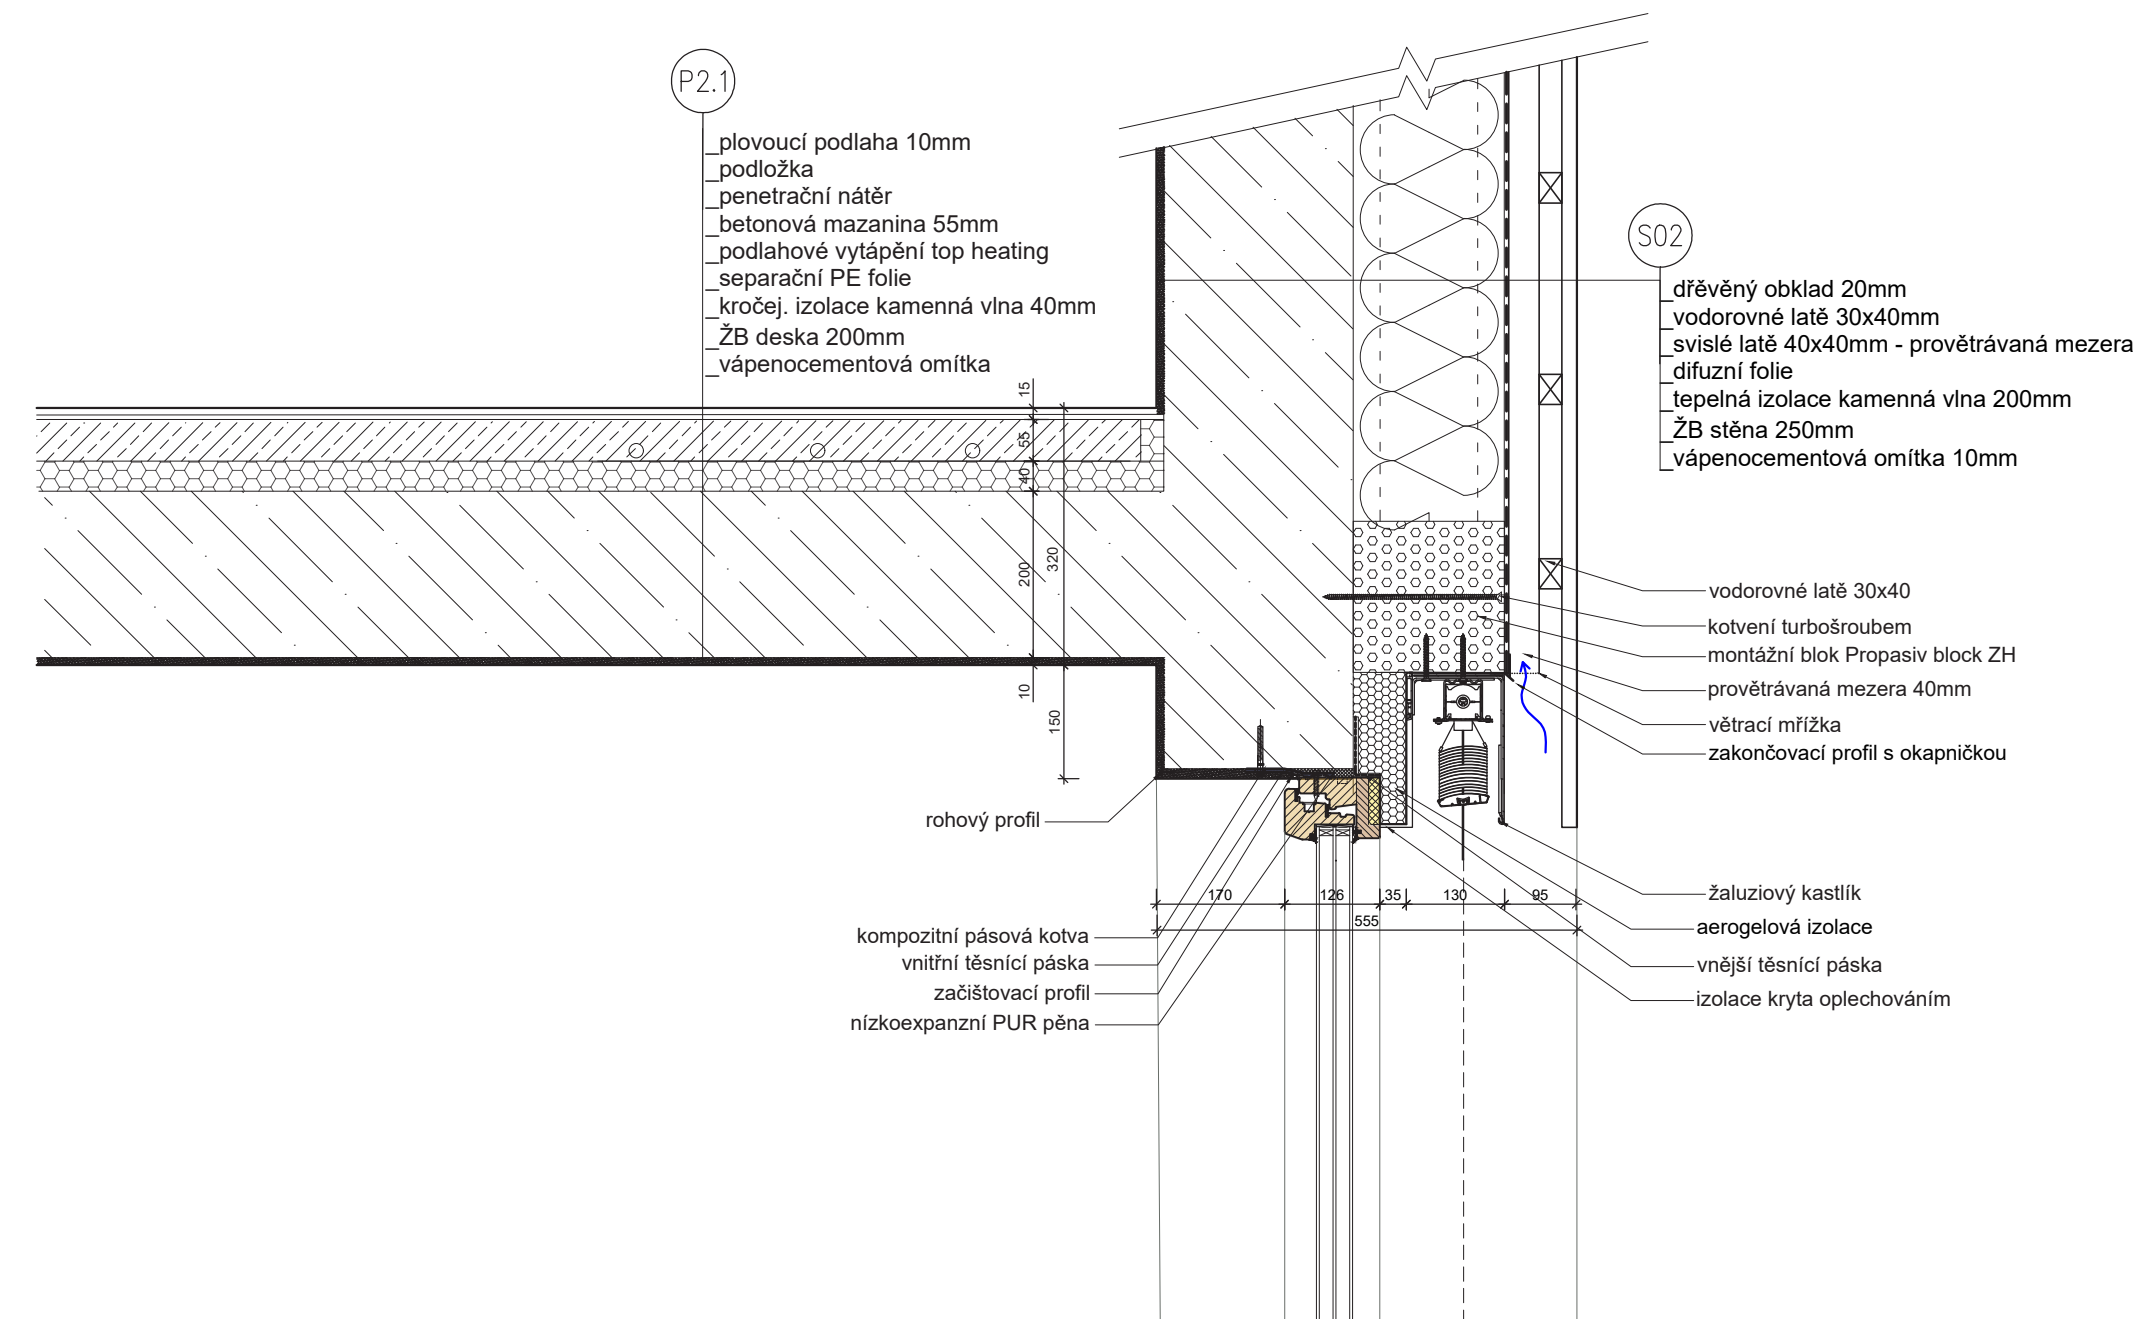 P2.1
_plovoucí podlaha 10mm
_podložka
_penetrační nátěr
_betonová mazanina 55mm
_podlahové vytápění top heating
_separační PE folie
_kročej. izolace kamenná vlna 40mm
_ŽB deska 200mm
_vápenocementová omítka
S02
_dřěvěný obklad 20mm
_vodorovné latě 30x40mm
_svislé latě 40x40mm - provětrávaná mezera
_difuzní folie
_tepelná izolace kamenná vlna 200mm
_ŽB stěna 250mm
_vápenocementová omítka 10mm
15
55
40
200
320
10
150
vodorovné latě 30x40
kotvení turbošroubem
montážní blok Propasiv block ZH
provětrávaná mezera 40mm
větrací mřížka
zakončovací profil s okapničkou
rohový profil
170
126
35
130
95
555
kompozitní pásová kotva
vnitřní těsnící páska
začištovací profil
nízkoexpanzní PUR pěna
žaluziový kastlík
aerogelová izolace
vnější těsnící páska
izolace kryta oplechováním